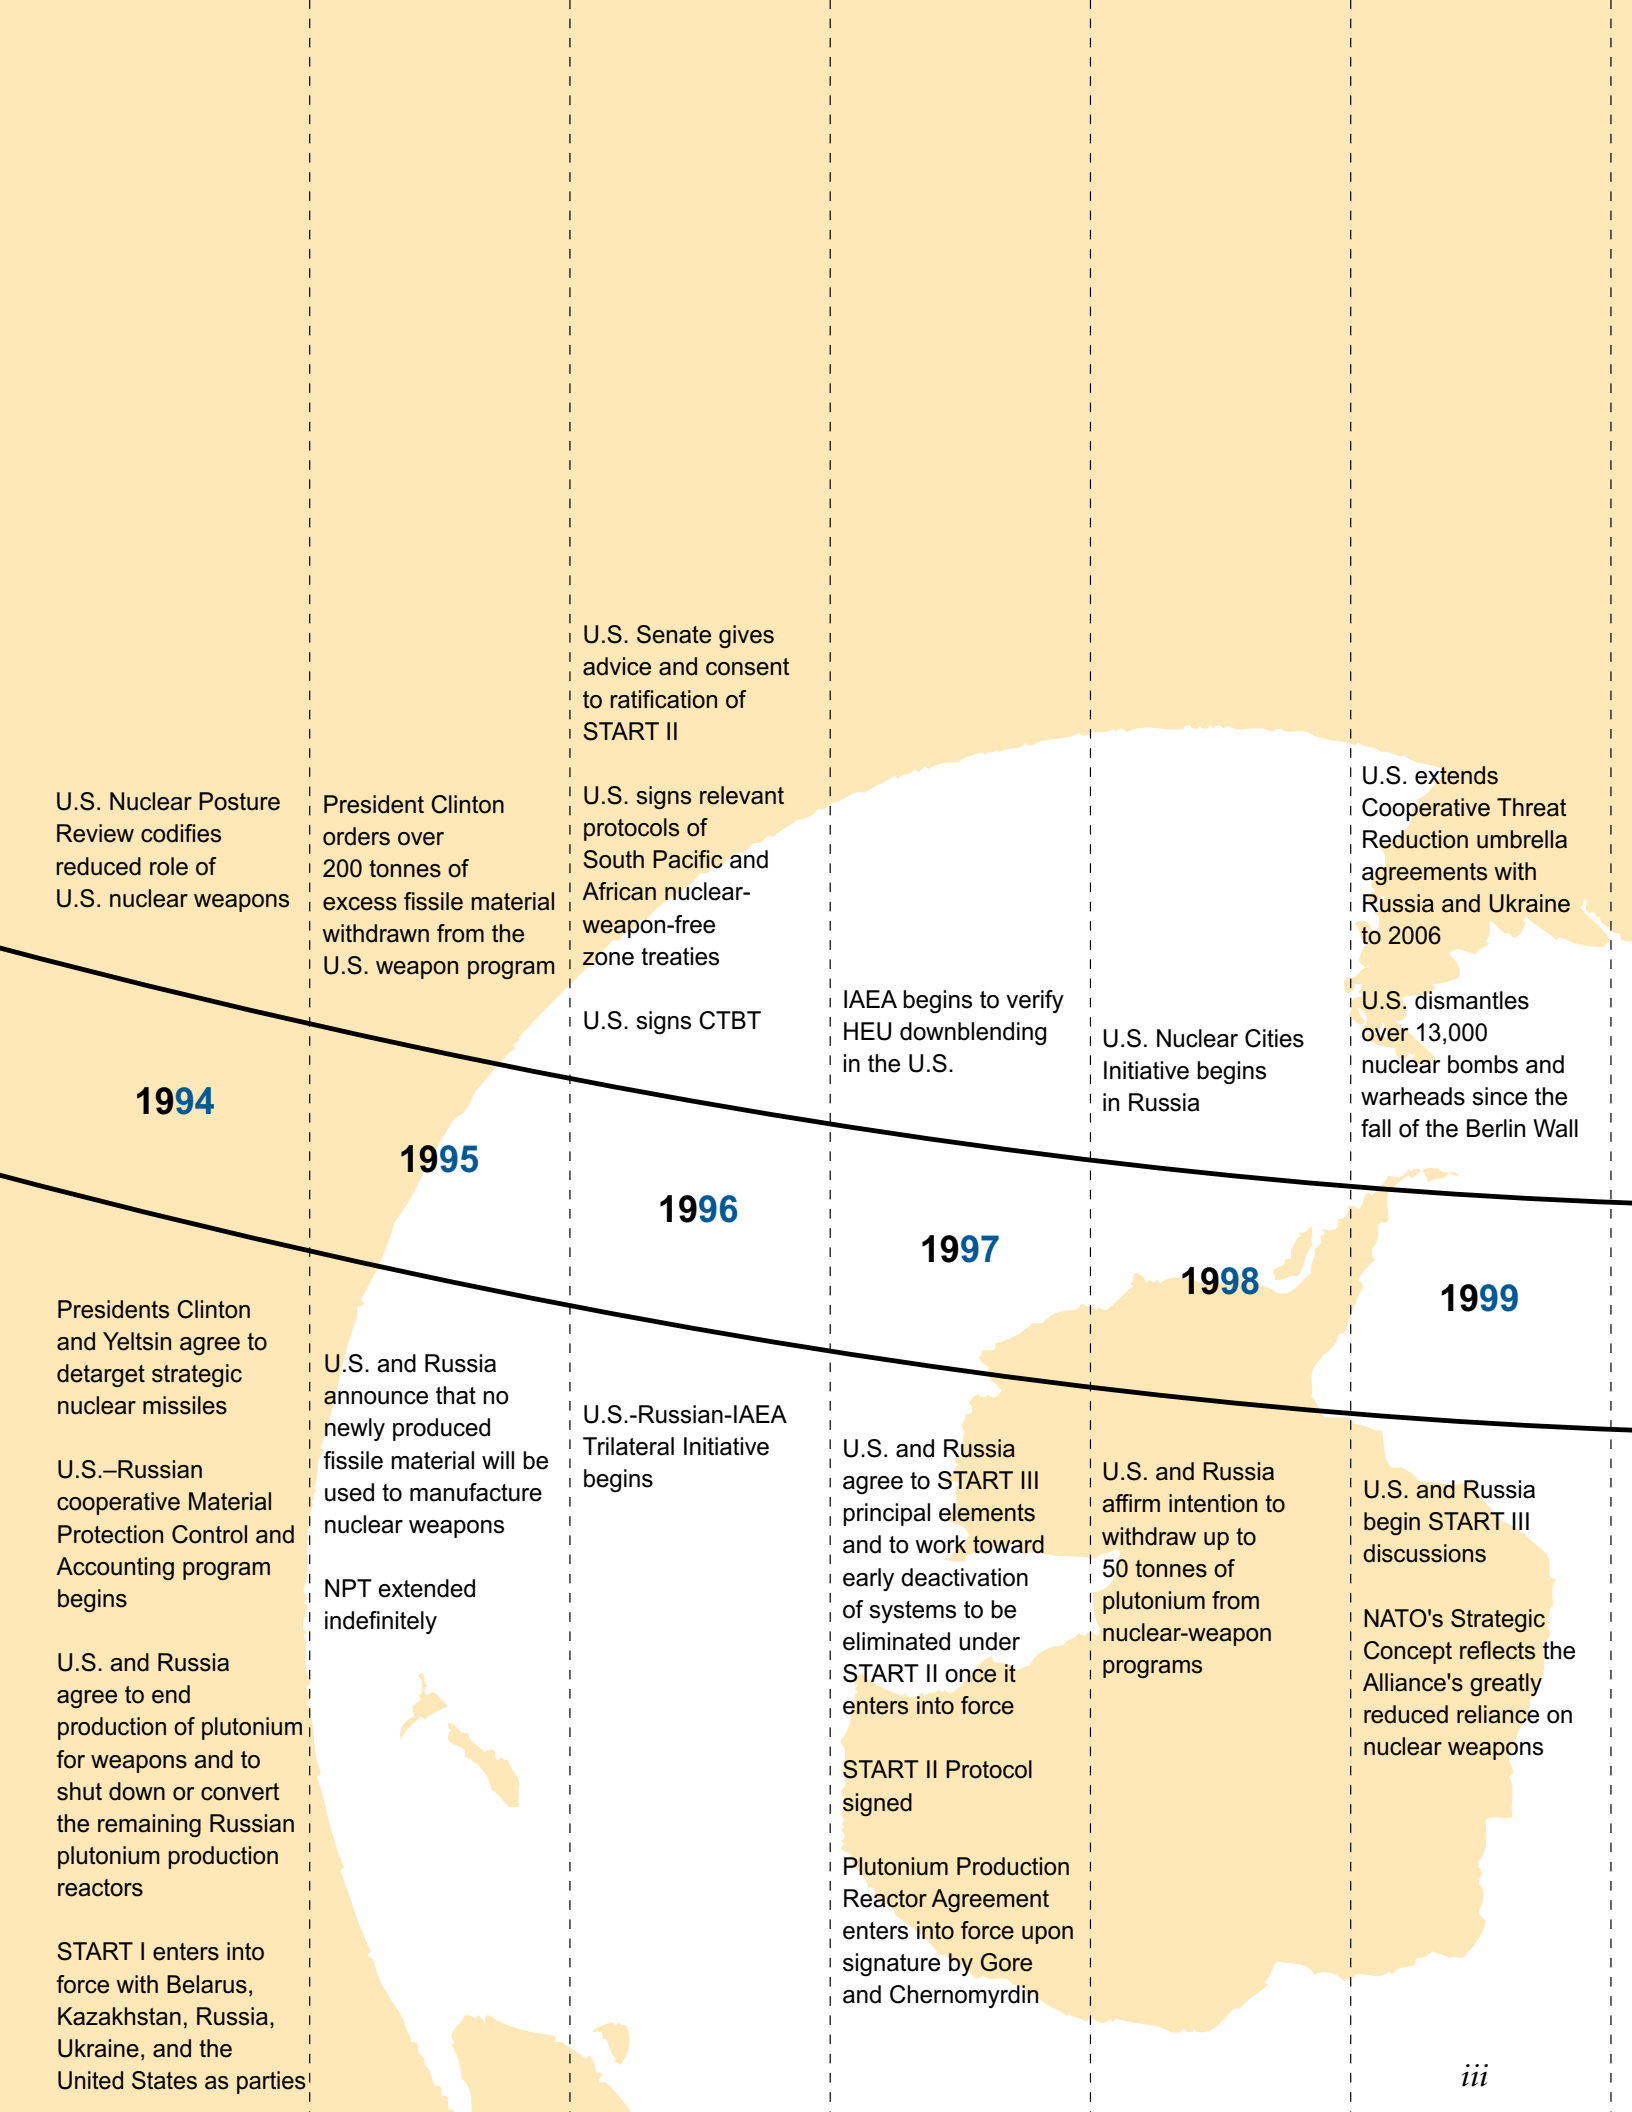 U.S. Nuclear Posture
Review codifies
reduced role of
U.S. nuclear weapons
1994
Presidents Clinton
and Yeltsin agree to
detarget strategic
nuclear missiles
U.S.–Russian
cooperative Material
Protection Control and
Accounting program
begins
U.S. and Russia
agree to end
production of plutonium
for weapons and to
shut down or convert
the remaining Russian
plutonium production
reactors
START I enters into
force with Belarus,
Kazakhstan, Russia,
Ukraine, and the
United States as parties
President Clinton
orders over
200 tonnes of
excess fissile material
withdrawn from the
U.S. weapon program
1995
U.S. and Russia
announce that no
newly produced
fissile material will be
used to manufacture
nuclear weapons
NPT extended
indefinitely
U.S. Senate gives
advice and consent
to ratification of
START II
U.S. signs relevant
protocols of
South Pacific and
African nuclear-
weapon-free
zone treaties
U.S. signs CTBT
1996
U.S.-Russian-IAEA
Trilateral Initiative
begins
IAEA begins to verify
HEU downblending
in the U.S.
1997
U.S. and Russia
agree to START III
principal elements
and to work toward
early deactivation
of systems to be
eliminated under
START II once it
enters into force
START II Protocol
signed
Plutonium Production
Reactor Agreement
enters into force upon
signature by Gore
and Chernomyrdin
U.S. Nuclear Cities
Initiative begins
in Russia
1998
U.S. and Russia
affirm intention to
withdraw up to
50 tonnes of
plutonium from
nuclear-weapon
programs
U.S. extends
Cooperative Threat
Reduction umbrella
agreements with
Russia and Ukraine
to 2006
U.S. dismantles
over 13,000
nuclear bombs and
warheads since the
fall of the Berlin Wall
1999
U.S. and Russia
begin START III
discussions
NATO's Strategic
Concept reflects the
Alliance's greatly
reduced reliance on
nuclear weapons
iii